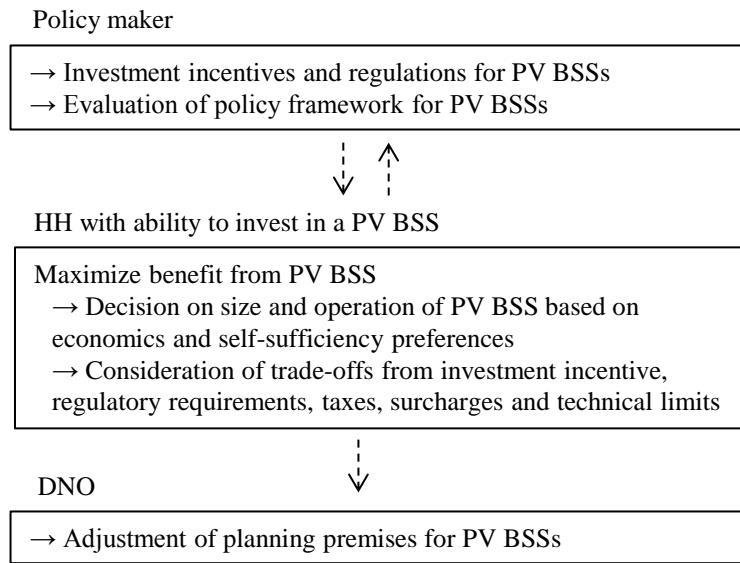 Policy maker
→ Investment incentives and regulations for PV BSSs
→ Evaluation of policy framework for PV BSSs
HH with ability to invest in a PV BSS
Maximize benefit from PV BSS
→ Decision on size and operation of PV BSS based on
economics and self-sufficiency preferences
→ Consideration of trade-offs from investment incentive,
regulatory requirements, taxes, surcharges and technical limits
DNO
→ Adjustment of planning premises for PV BSSs